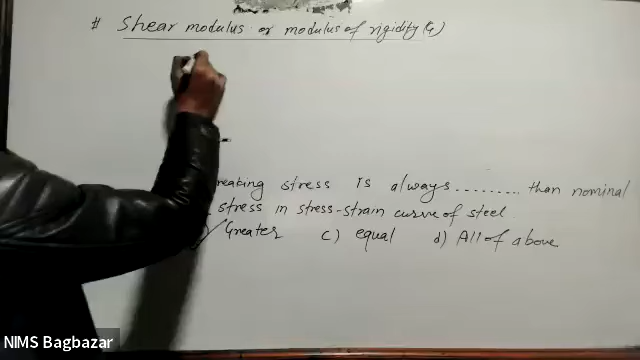 # Shear modulus or modulus of rigidity (G)
reaking stress is always......... than nominal
stress in stress-strain curve of steel
Greater c) equal d) All of above
NIMS Bagbazar